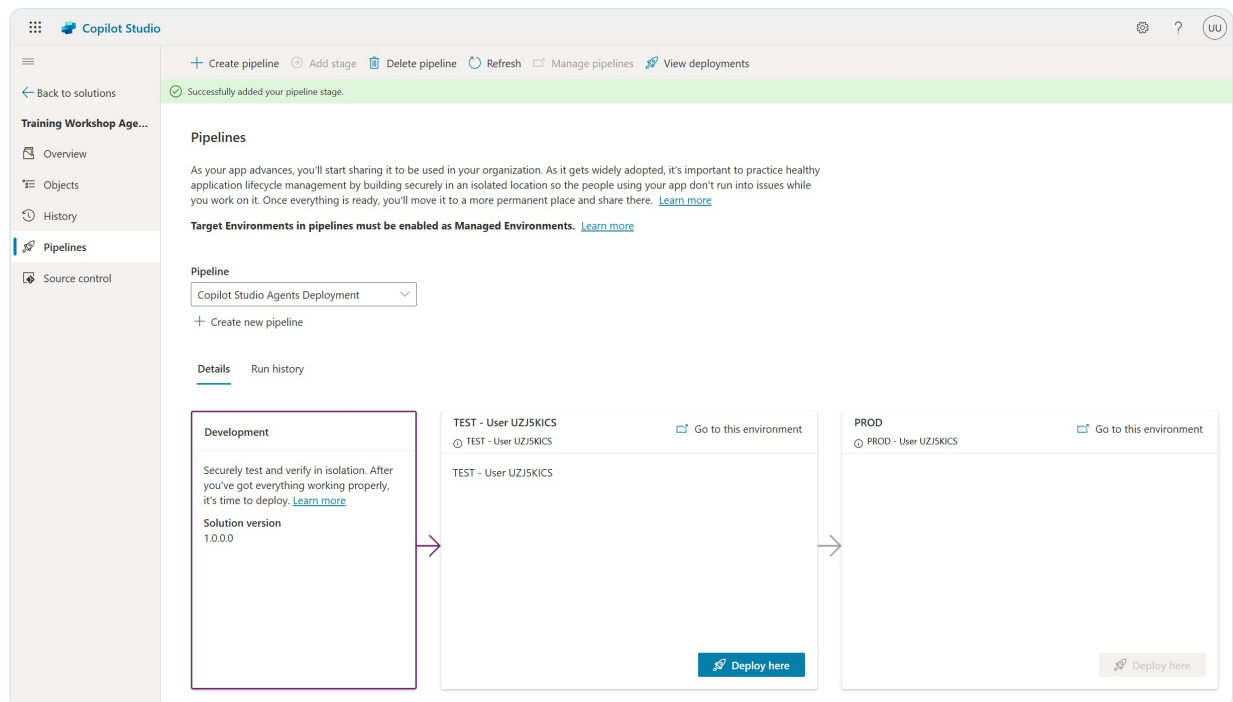 Copilot Studio
UU
Create pipeline Add stage Delete pipeline Refresh Manage pipelines View deployments
Back to solutions
Successfully added your pipeline stage.
Training Workshop Age...
Overview
Objects
History
Pipelines
Source control
Pipelines
As your app advances, you'll start sharing it to be used in your organization. As it gets widely adopted, it's important to practice healthy
application lifecycle management by building securely in an isolated location so the people using your app don't run into issues while
you work on it. Once everything is ready, you'll move it to a more permanent place and share there. Learn more
Target Environments in pipelines must be enabled as Managed Environments. Learn more
Pipeline
Copilot Studio Agents Deployment
Create new pipeline
Details Run history
Development
Securely test and verify in isolation. After
you've got everything working properly,
it's time to deploy. Learn more
Solution version
1.0.0.0
TEST - User UZJ5KICS
Go to this environment
TEST - User UZJ5KICS
TEST - User UZJ5KICS
Deploy here
PROD
Go to this environment
PROD - User UZJ5KICS
Deploy here